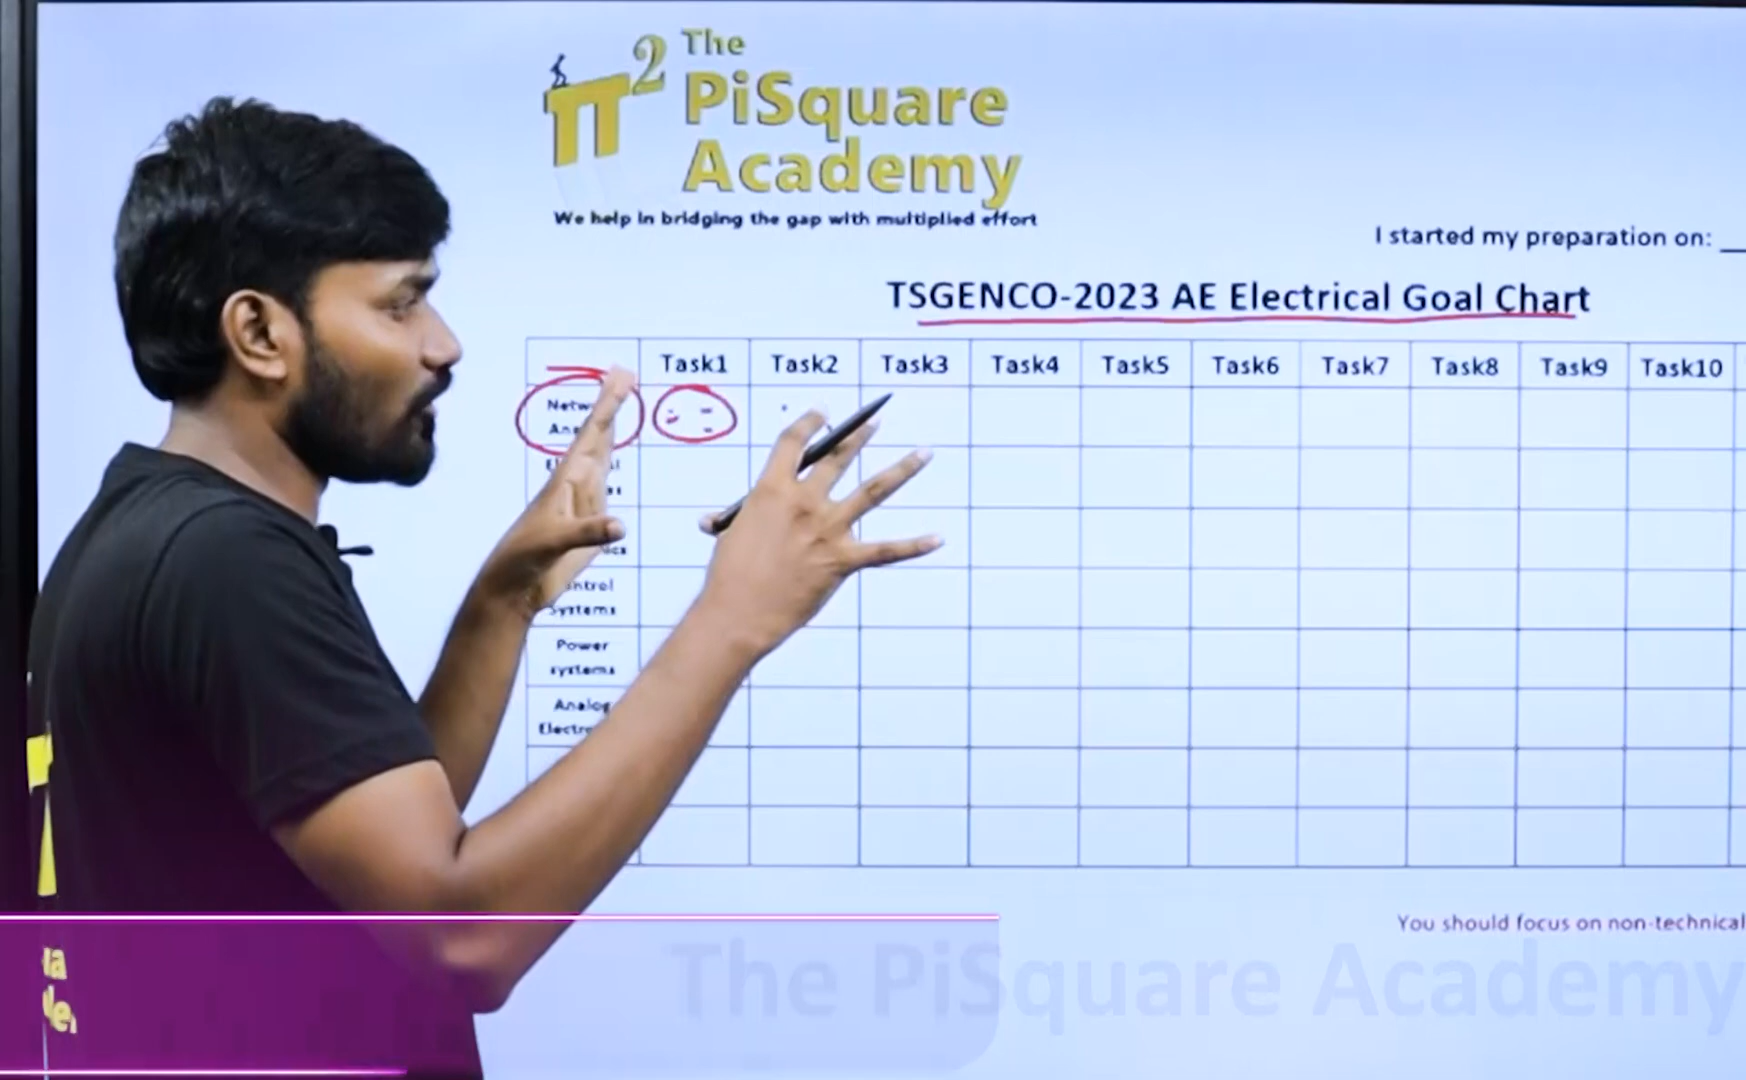 π2 The
PiSquare
Academy
We help in bridging the gap with multiplied effort
I started my preparation on:
TSGENCO-2023 AE Electrical Goal Chart
Task1 Task2 Task3 Task4 Task5 Task6 Task7 Task8 Task9 Task10
Power
systems
Analog
You should focus on non-technical
The PiSquare Academy